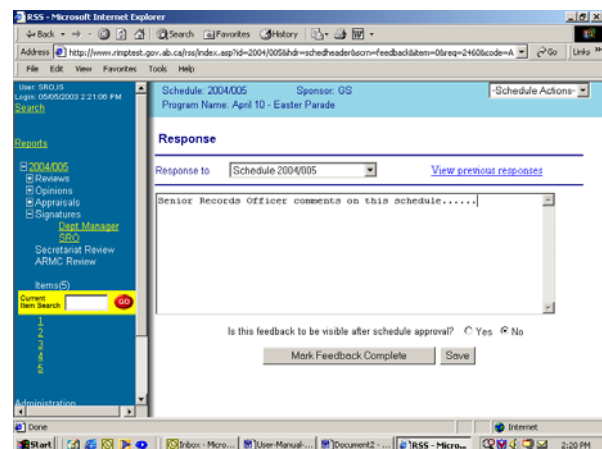 RSS - Microsoft Internet Explorer
Back Search Favorites History
Address http://www.rimptest.gov.ab.ca/rss/index.asp?id=2004/005&hdr=schedheader&scrn=feedback&item=0&req=2460&code=A Go Links »
File Edit View Favorites Tools Help
User: SROJS
Login: 05/05/2003 2:21:06 PM
Search
Reports
2004/005
Reviews
Opinions
Appraisals
Signatures
Dept Manager
SRO
Secretariat Review
ARMC Review
Items(5)
Current
Item Search GO
1
2
3
4
5
Administration
Schedule: 2004/005 Sponsor: GS -Schedule Actions-
Program Name: April 10 - Easter Parade
Response
Response to Schedule 2004/005 View previous responses
Senior Records Officer comments on this schedule......
Is this feedback to be visible after schedule approval? Yes No
Mark Feedback Complete Save
Done Internet
Start Inbox - Micro... User-Manual-... Document2 - ... RSS - Micro... 2:20 PM